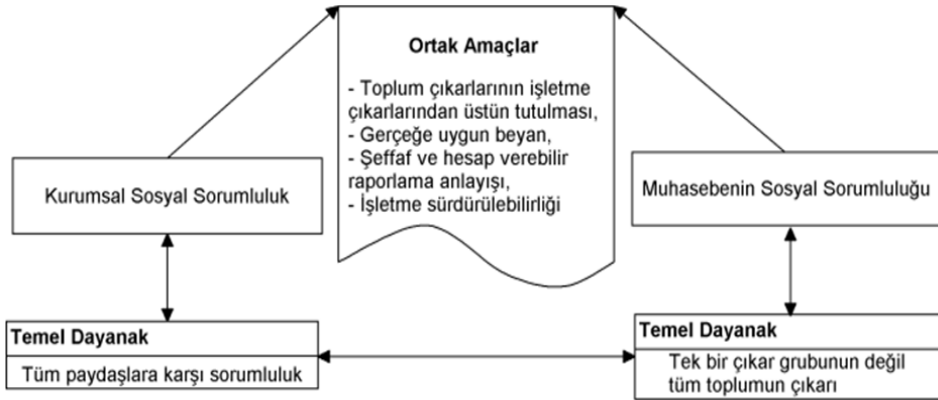 Ortak Amaçlar
- Toplum çıkarlarının işletme
çıkarlarından üstün tutulması,
- Gerçeğe uygun beyan,
- Şeffaf ve hesap verebilir
raporlama anlayışı,
- İşletme sürdürülebilirliği
Kurumsal Sosyal Sorumluluk
Muhasebenin Sosyal Sorumluluğu
Temel Dayanak
Tüm paydaşlara karşı sorumluluk
Temel Dayanak
Tek bir çıkar grubunun değil
tüm toplumun çıkarı